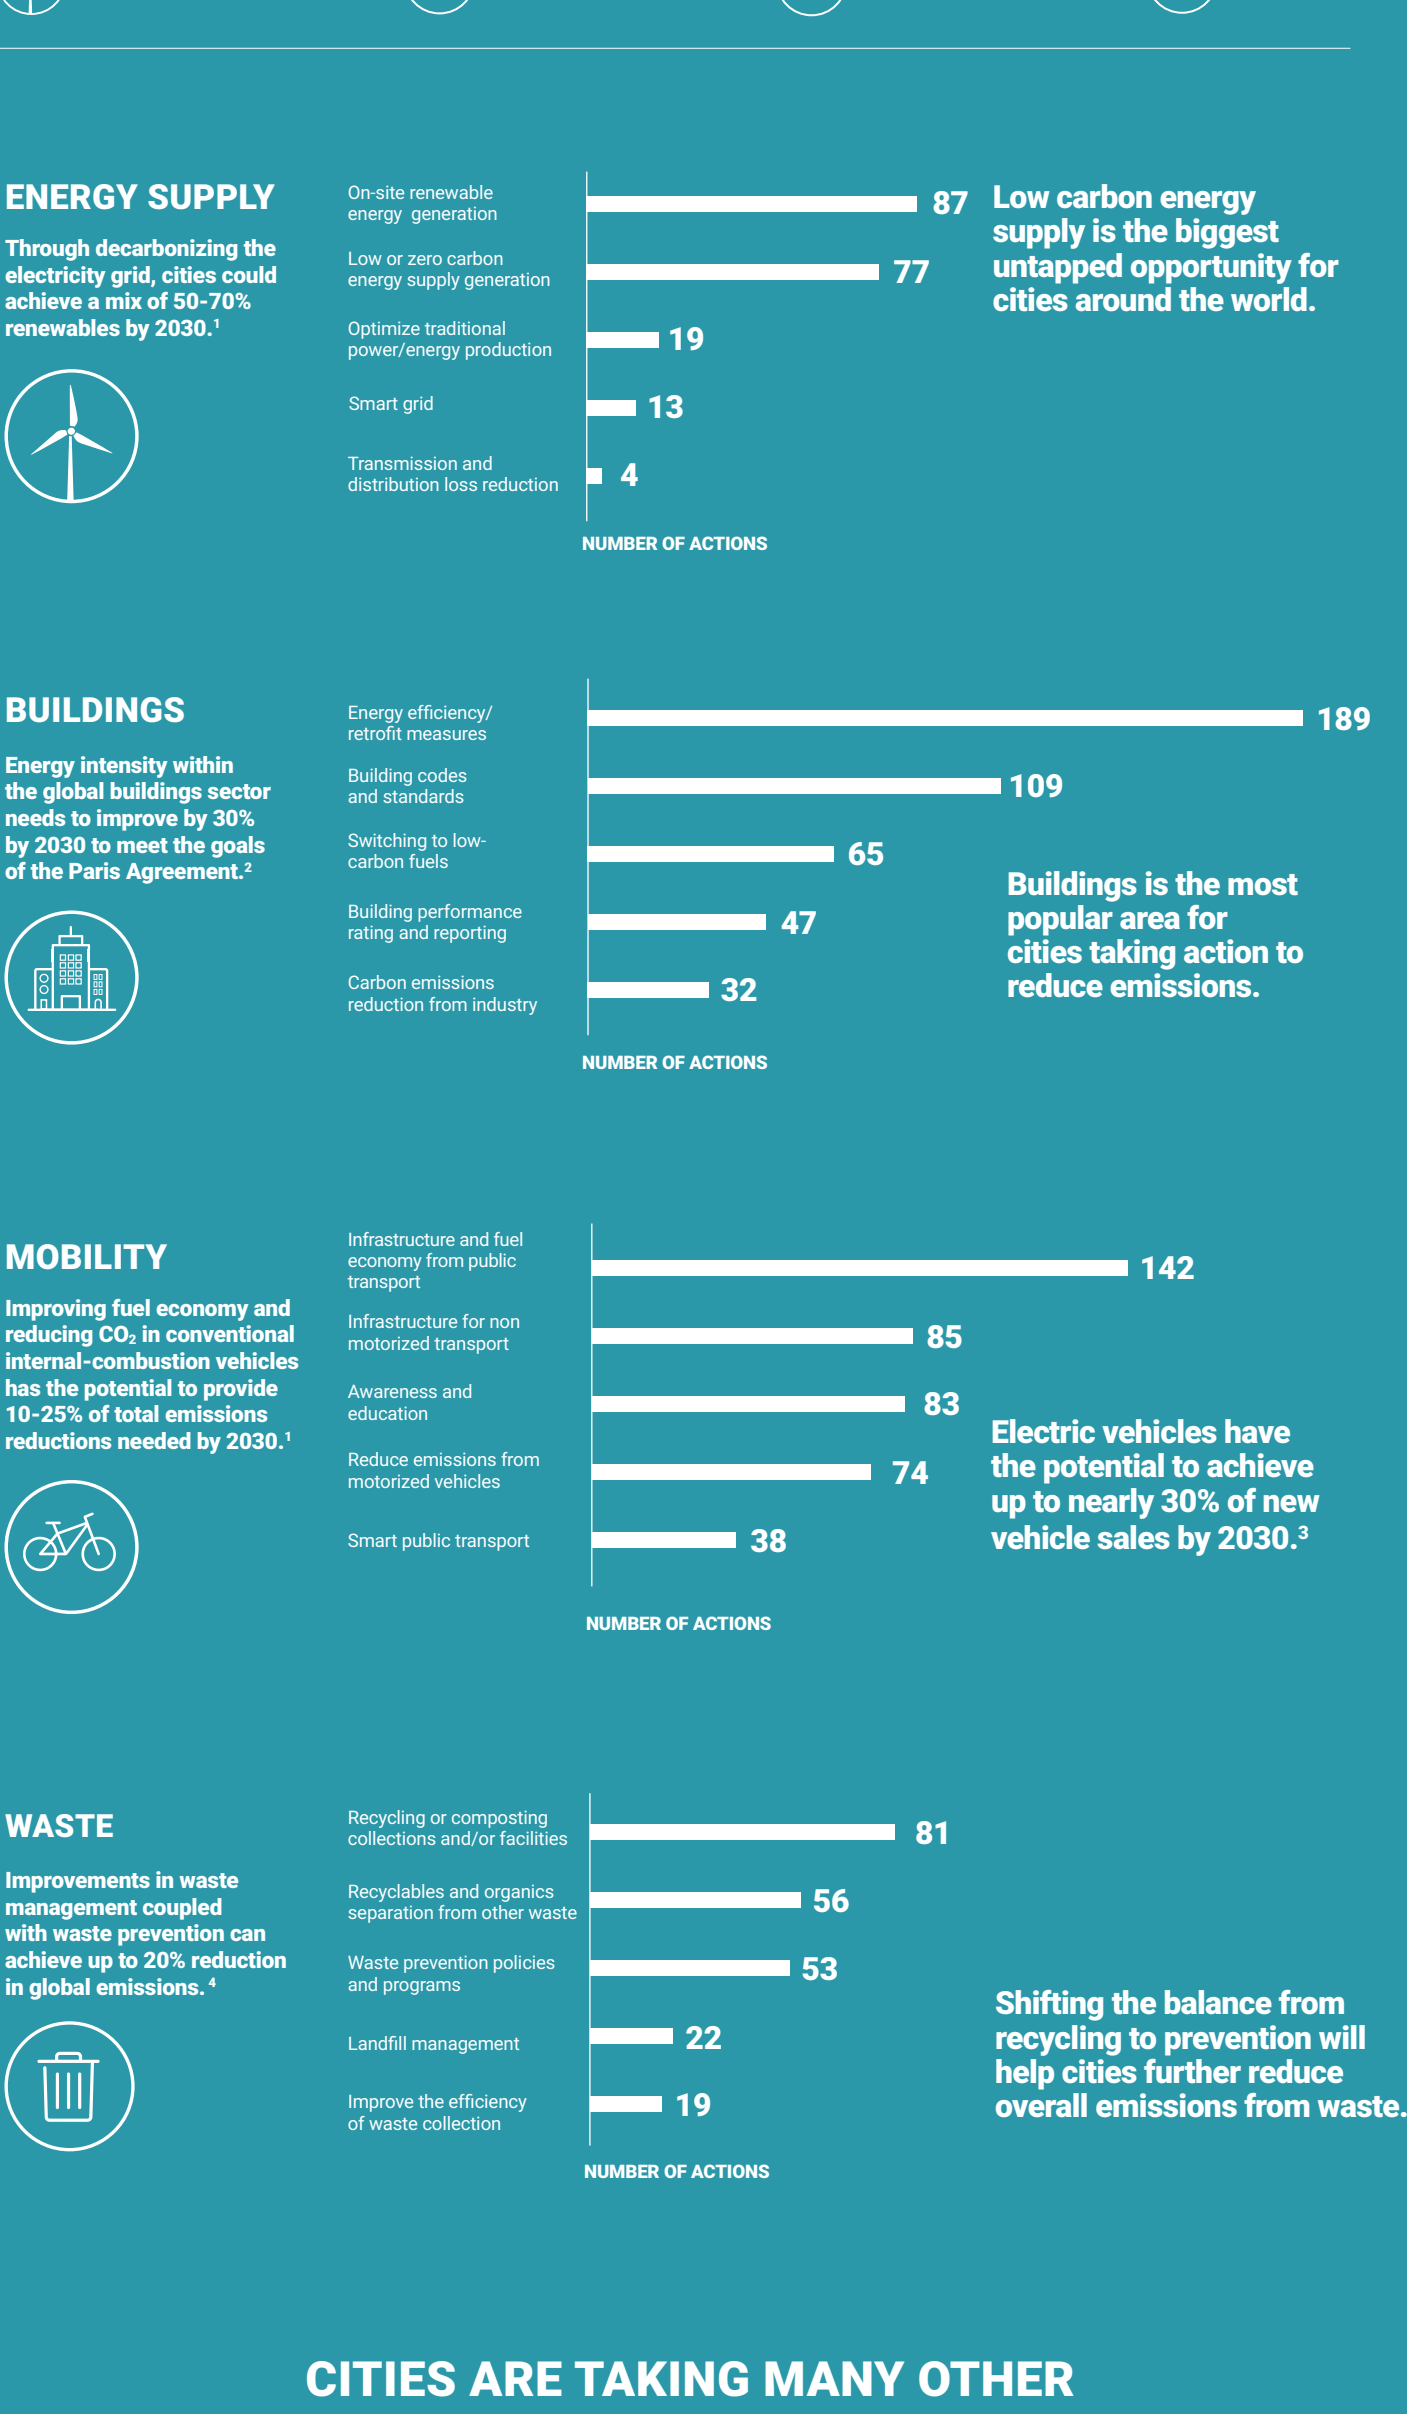 ENERGY SUPPLY
Through decarbonizing the
electricity grid, cities could
achieve a mix of 50-70%
renewables by 2030.¹
On-site renewable
energy generation
87
Low or zero carbon
energy supply generation
77
Optimize traditional
power/energy production
19
Smart grid
13
Transmission and
distribution loss reduction
4
NUMBER OF ACTIONS
Low carbon energy
supply is the biggest
untapped opportunity for
cities around the world.
BUILDINGS
Energy intensity within
the global buildings sector
needs to improve by 30%
by 2030 to meet the goals
of the Paris Agreement.²
Energy efficiency/
retrofit measures
189
Building codes
and standards
109
Switching to low-
carbon fuels
65
Building performance
rating and reporting
47
Carbon emissions
reduction from industry
32
NUMBER OF ACTIONS
Buildings is the most
popular area for
cities taking action to
reduce emissions.
MOBILITY
Improving fuel economy and
reducing CO₂ in conventional
internal-combustion vehicles
has the potential to provide
10-25% of total emissions
reductions needed by 2030.¹
Infrastructure and fuel
economy from public
transport
142
Infrastructure for non
motorized transport
85
Awareness and
education
83
Reduce emissions from
motorized vehicles
74
Smart public transport
38
NUMBER OF ACTIONS
Electric vehicles have
the potential to achieve
up to nearly 30% of new
vehicle sales by 2030.³
WASTE
Improvements in waste
management coupled
with waste prevention can
achieve up to 20% reduction
in global emissions. ⁴
Recycling or composting
collections and/or facilities
81
Recyclables and organics
separation from other waste
56
Waste prevention policies
and programs
53
Landfill management
22
Improve the efficiency
of waste collection
19
NUMBER OF ACTIONS
Shifting the balance from
recycling to prevention will
help cities further reduce
overall emissions from waste.
CITIES ARE TAKING MANY OTHER